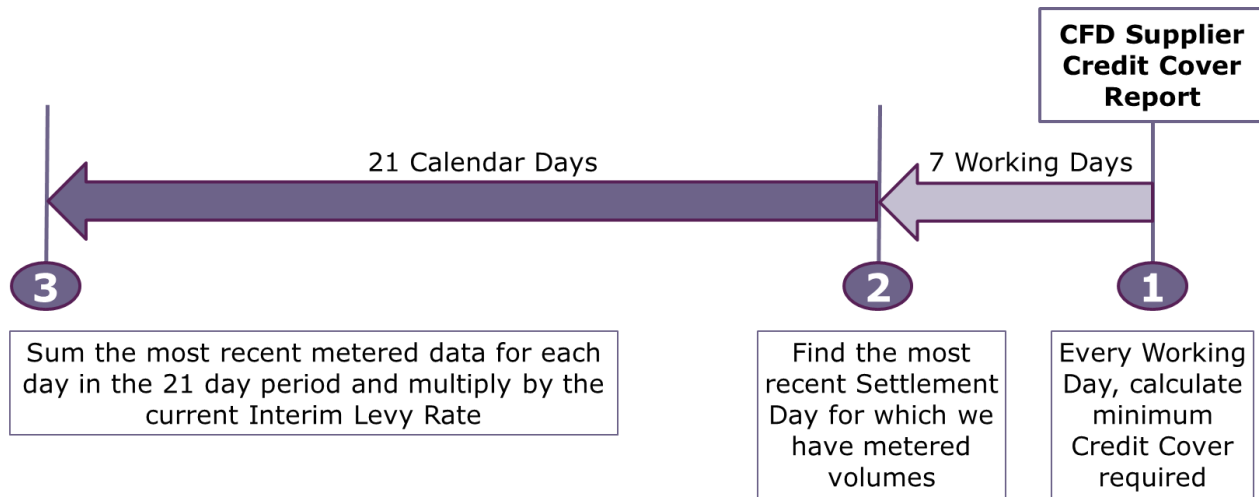 CFD Supplier
Credit Cover
Report
21 Calendar Days
7 Working Days
3
2
1
Sum the most recent metered data for each
day in the 21 day period and multiply by the
current Interim Levy Rate
Find the most
recent Settlement
Day for which we
have metered
volumes
Every Working
Day, calculate
minimum
Credit Cover
required